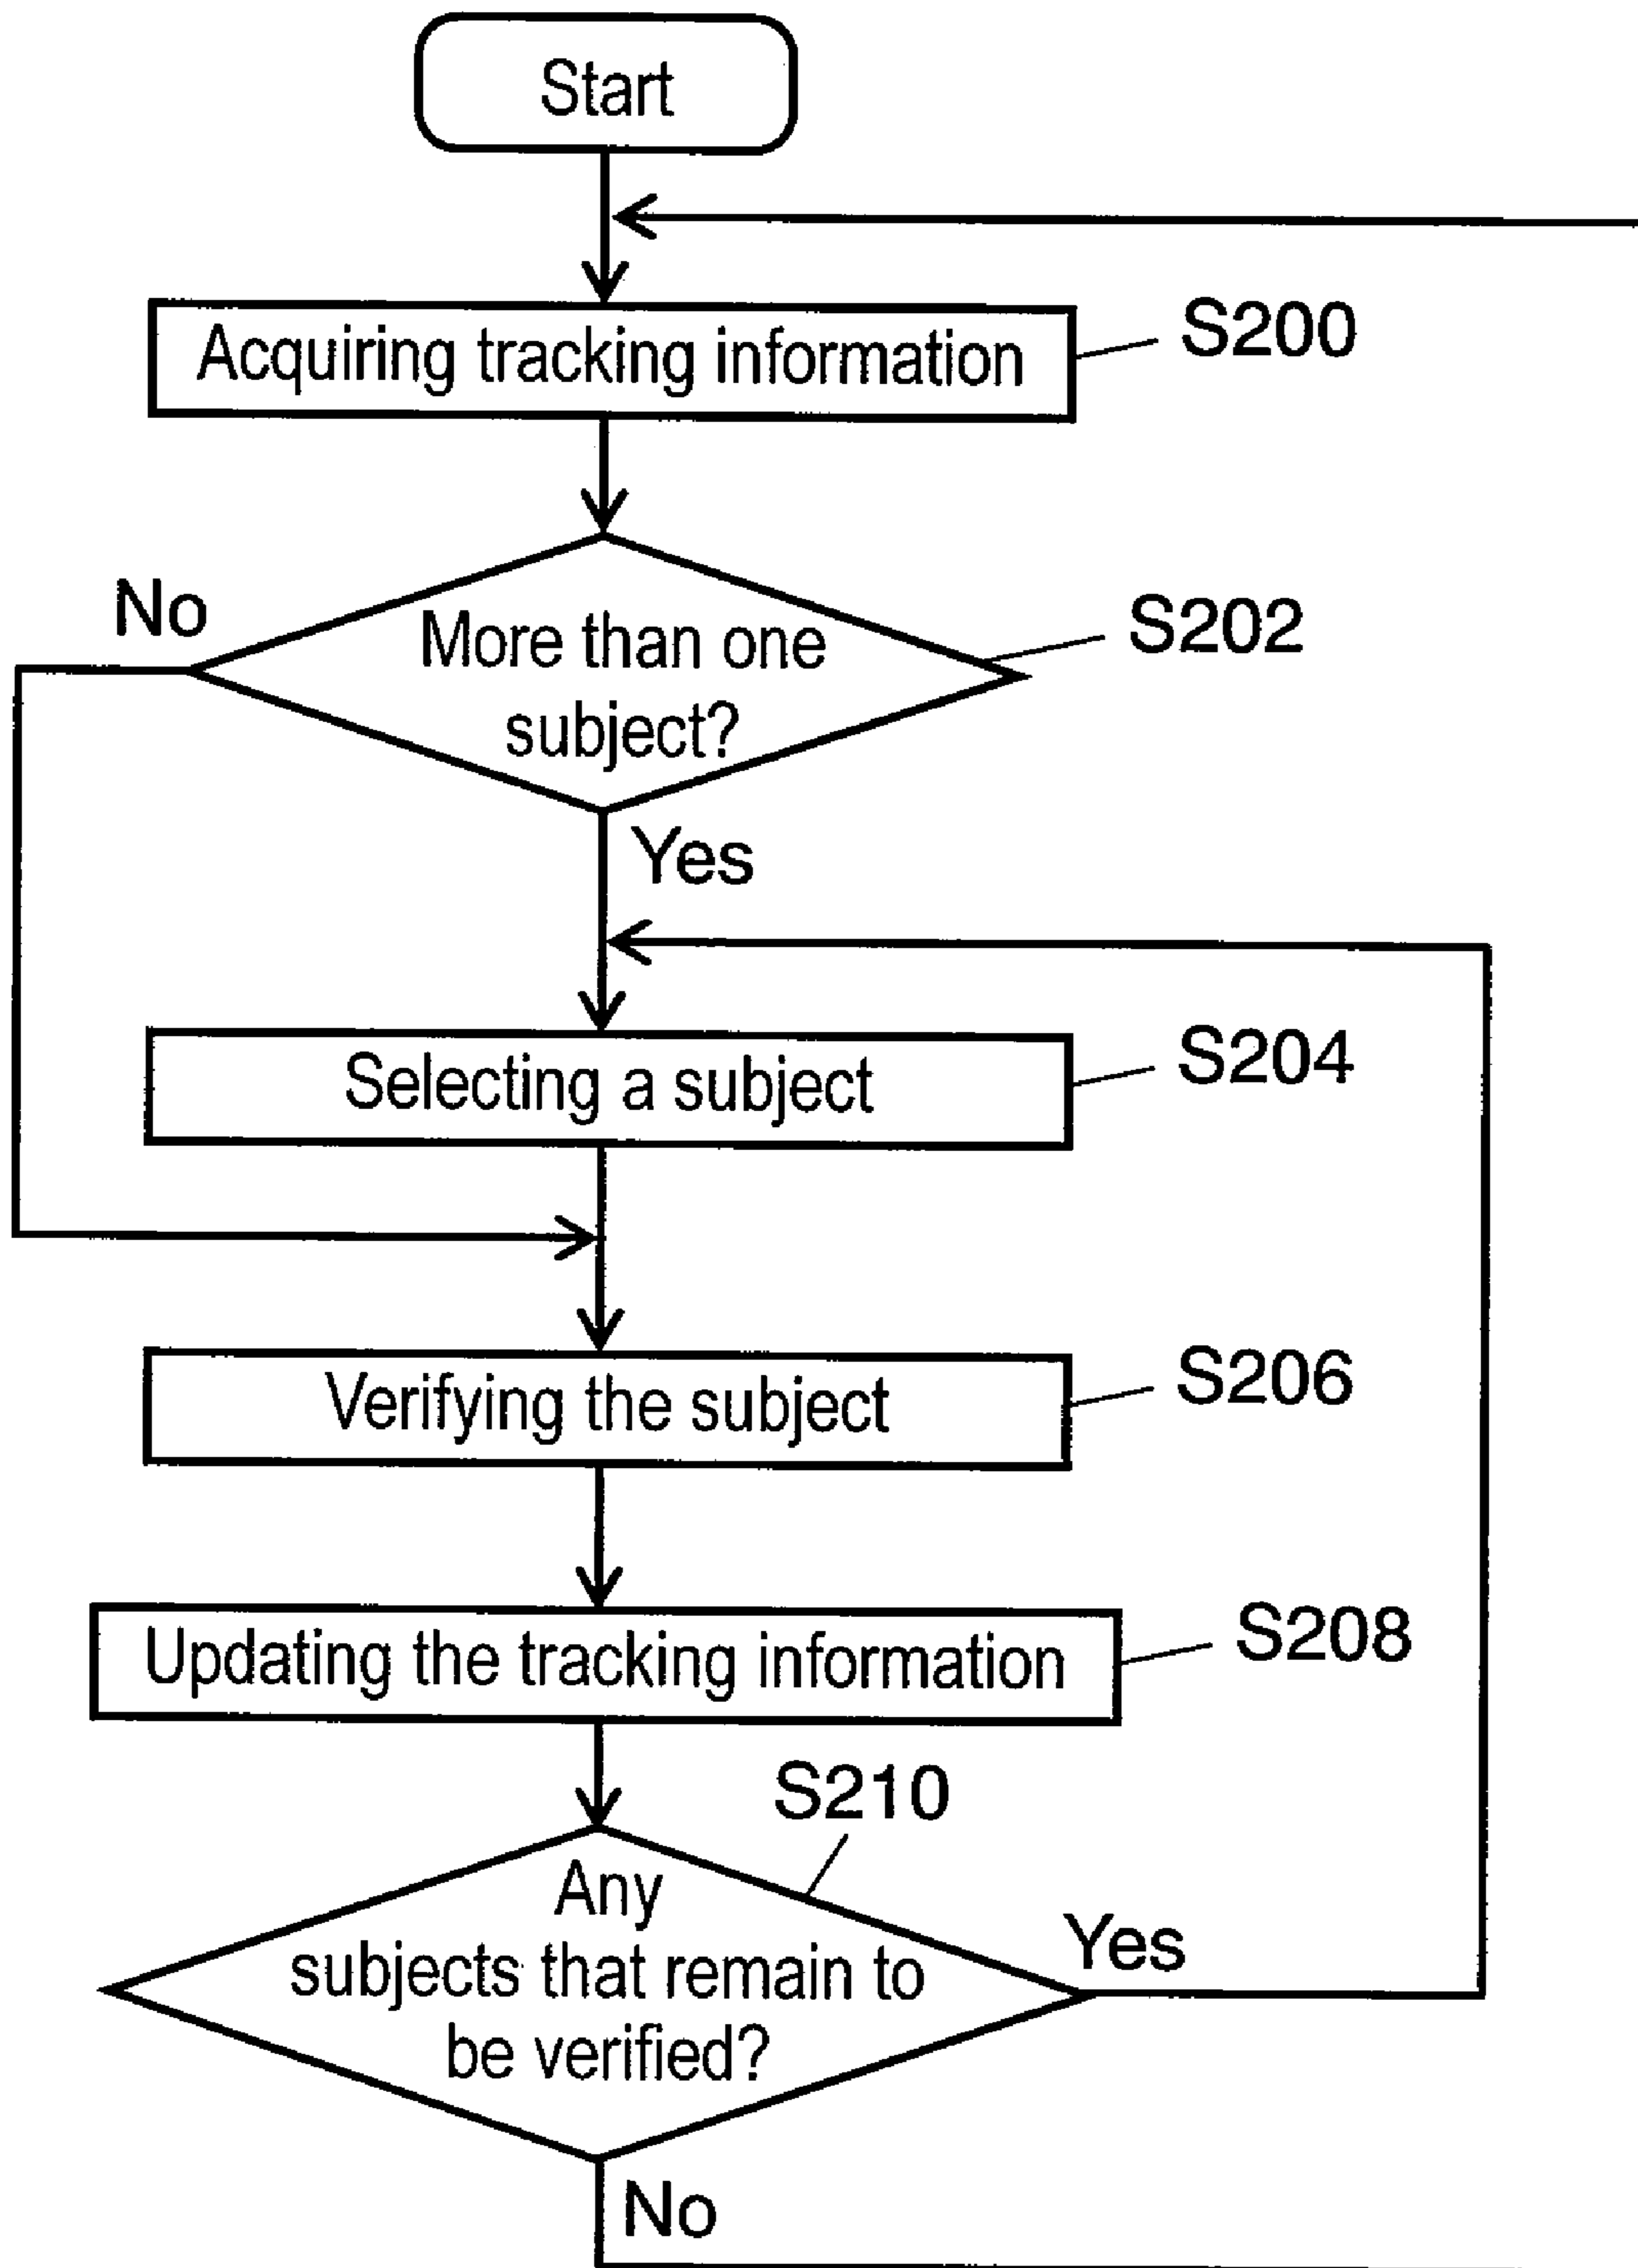 Start
Acquiring tracking information
S200
No
More than one
subject?
S202
Yes
Selecting a subject
S204
Verifying the subject
S206
Updating the tracking information
S208
S210
Any
subjects that remain to
be verified?
Yes
No